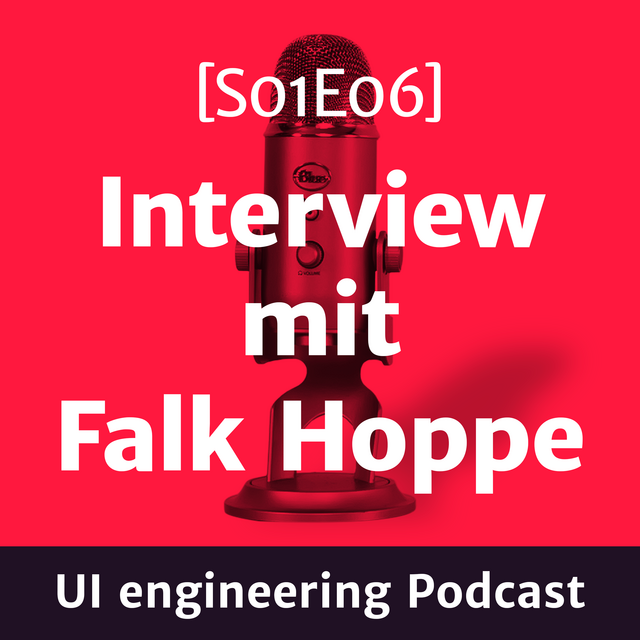 [S01E06]
Interview
mit
Falk Hoppe
UI engineering Podcast